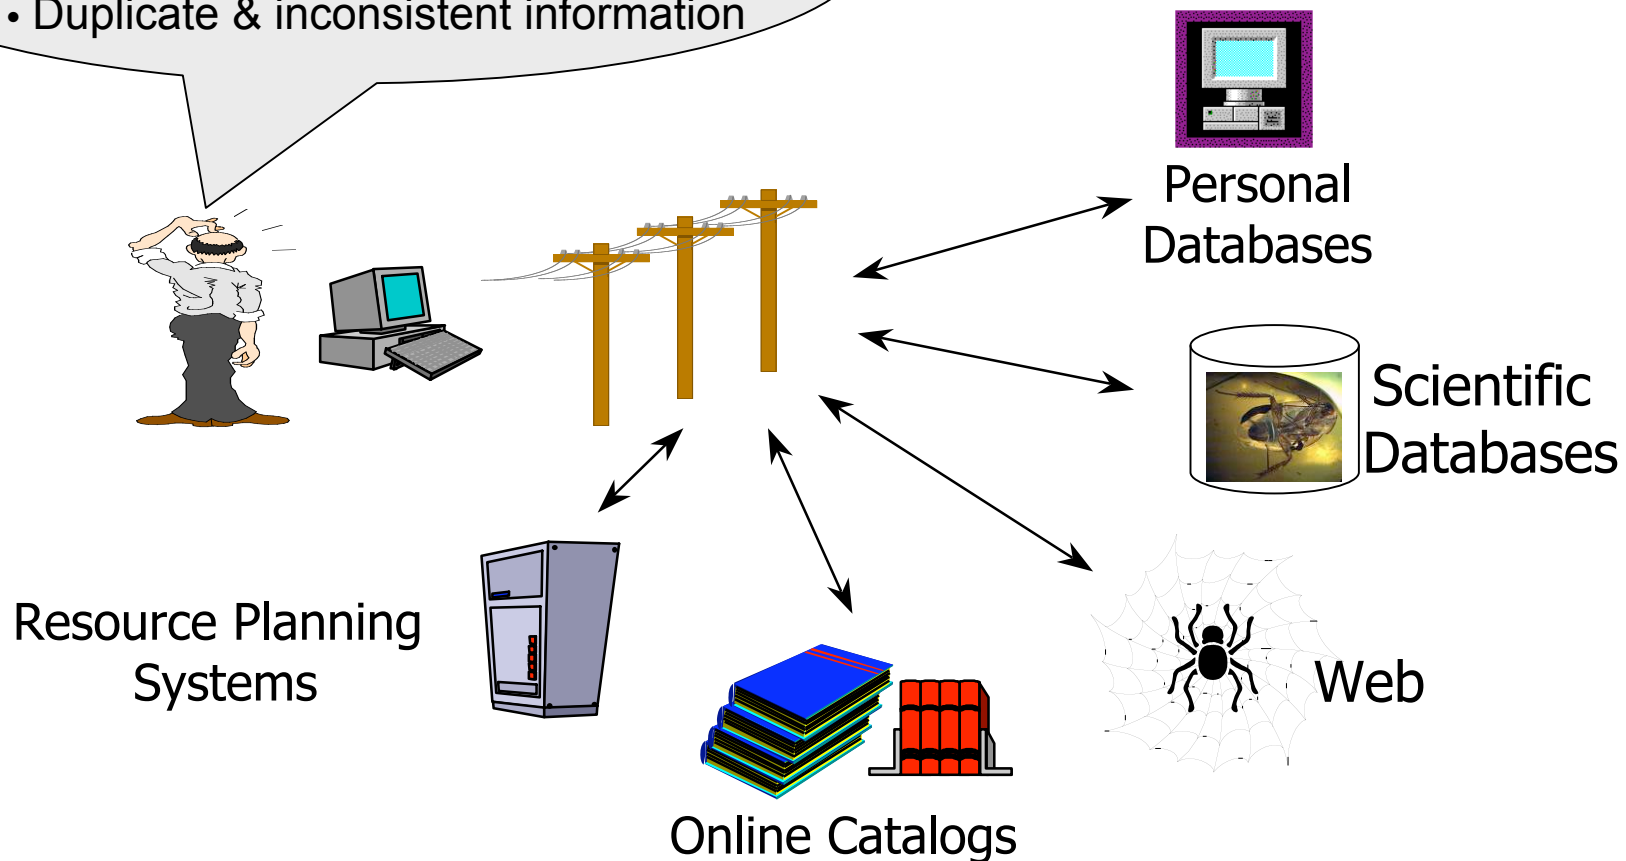 • Duplicate & inconsistent information
Personal
Databases
Scientific
Databases
Resource Planning
Systems
Web
Online Catalogs